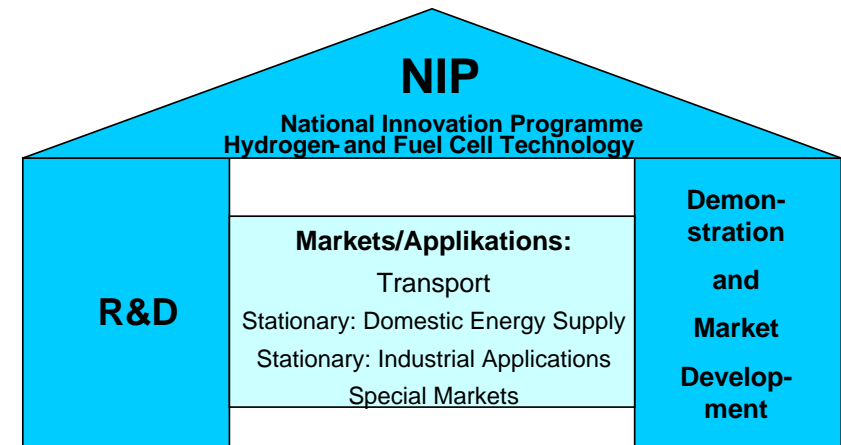 NIP
National Innovation Programme
Hydrogen- and Fuel Cell Technology
R&D
Markets/Applikations:
Transport
Stationary: Domestic Energy Supply
Stationary: Industrial Applications
Special Markets
Demon-
stration
and
Market
Develop-
ment